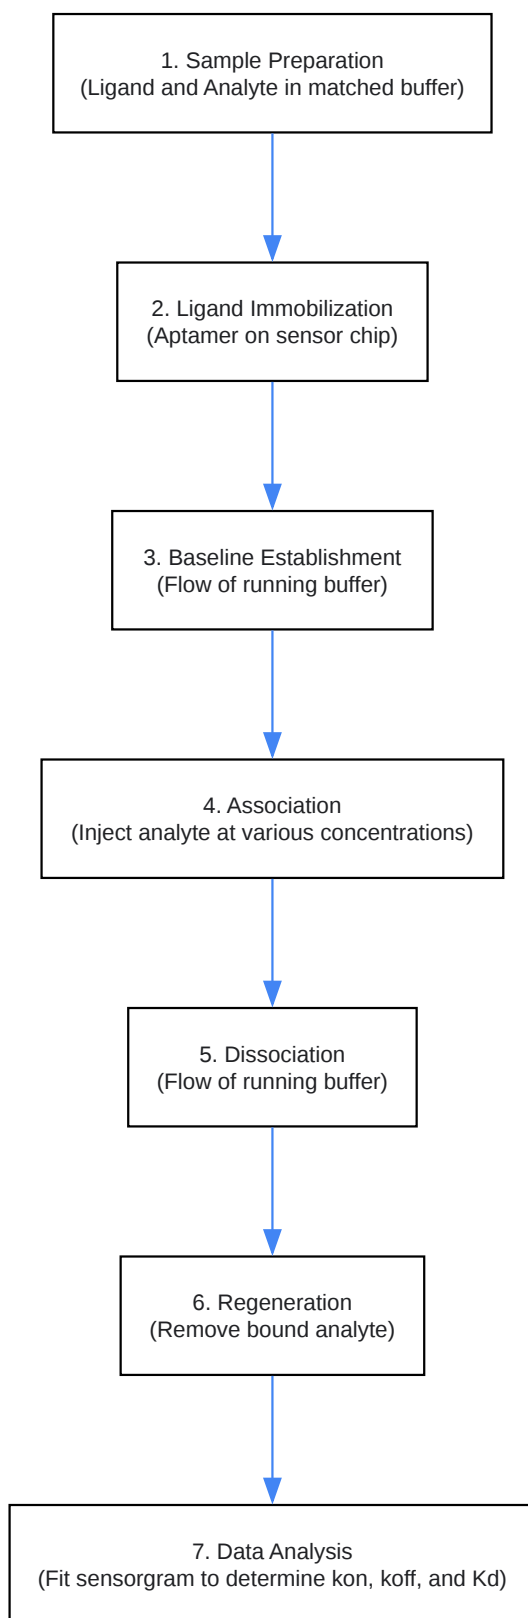 1. Sample Preparation
(Ligand and Analyte in matched buffer)
2. Ligand Immobilization
(Aptamer on sensor chip)
3. Baseline Establishment
(Flow of running buffer)
4. Association
(Inject analyte at various concentrations)
5. Dissociation
(Flow of running buffer)
6. Regeneration
(Remove bound analyte)
7. Data Analysis
(Fit sensorgram to determine kon, koff, and Kd)